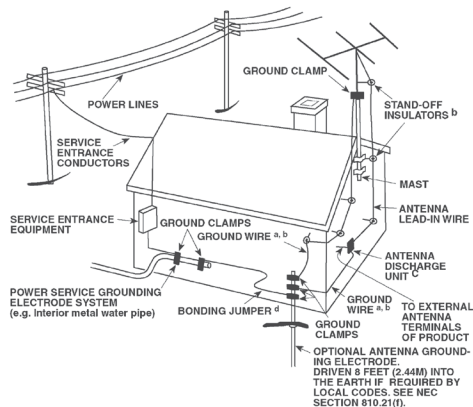 GROUND CLAMP
POWER LINES
STAND-OFF
INSULATORS b
SERVICE
ENTRANCE
CONDUCTORS
MAST
ANTENNA
LEAD-IN WIRE
SERVICE ENTRANCE
EQUIPMENT
GROUND CLAMPS
GROUND WIRE a, b
ANTENNA
DISCHARGE
UNIT C
POWER SERVICE GROUNDING
ELECTRODE SYSTEM
(e.g. Interior metal water pipe)
BONDING JUMPER d
GROUND
WIRE a, b
TO EXTERNAL
ANTENNA
TERMINALS
OF PRODUCT
GROUND
CLAMPS
OPTIONAL ANTENNA GROUND-
ING ELECTRODE.
DRIVEN 8 FEET (2.44M) INTO
THE EARTH IF REQUIRED BY
LOCAL CODES. SEE NEC
SECTION 810.21(f).